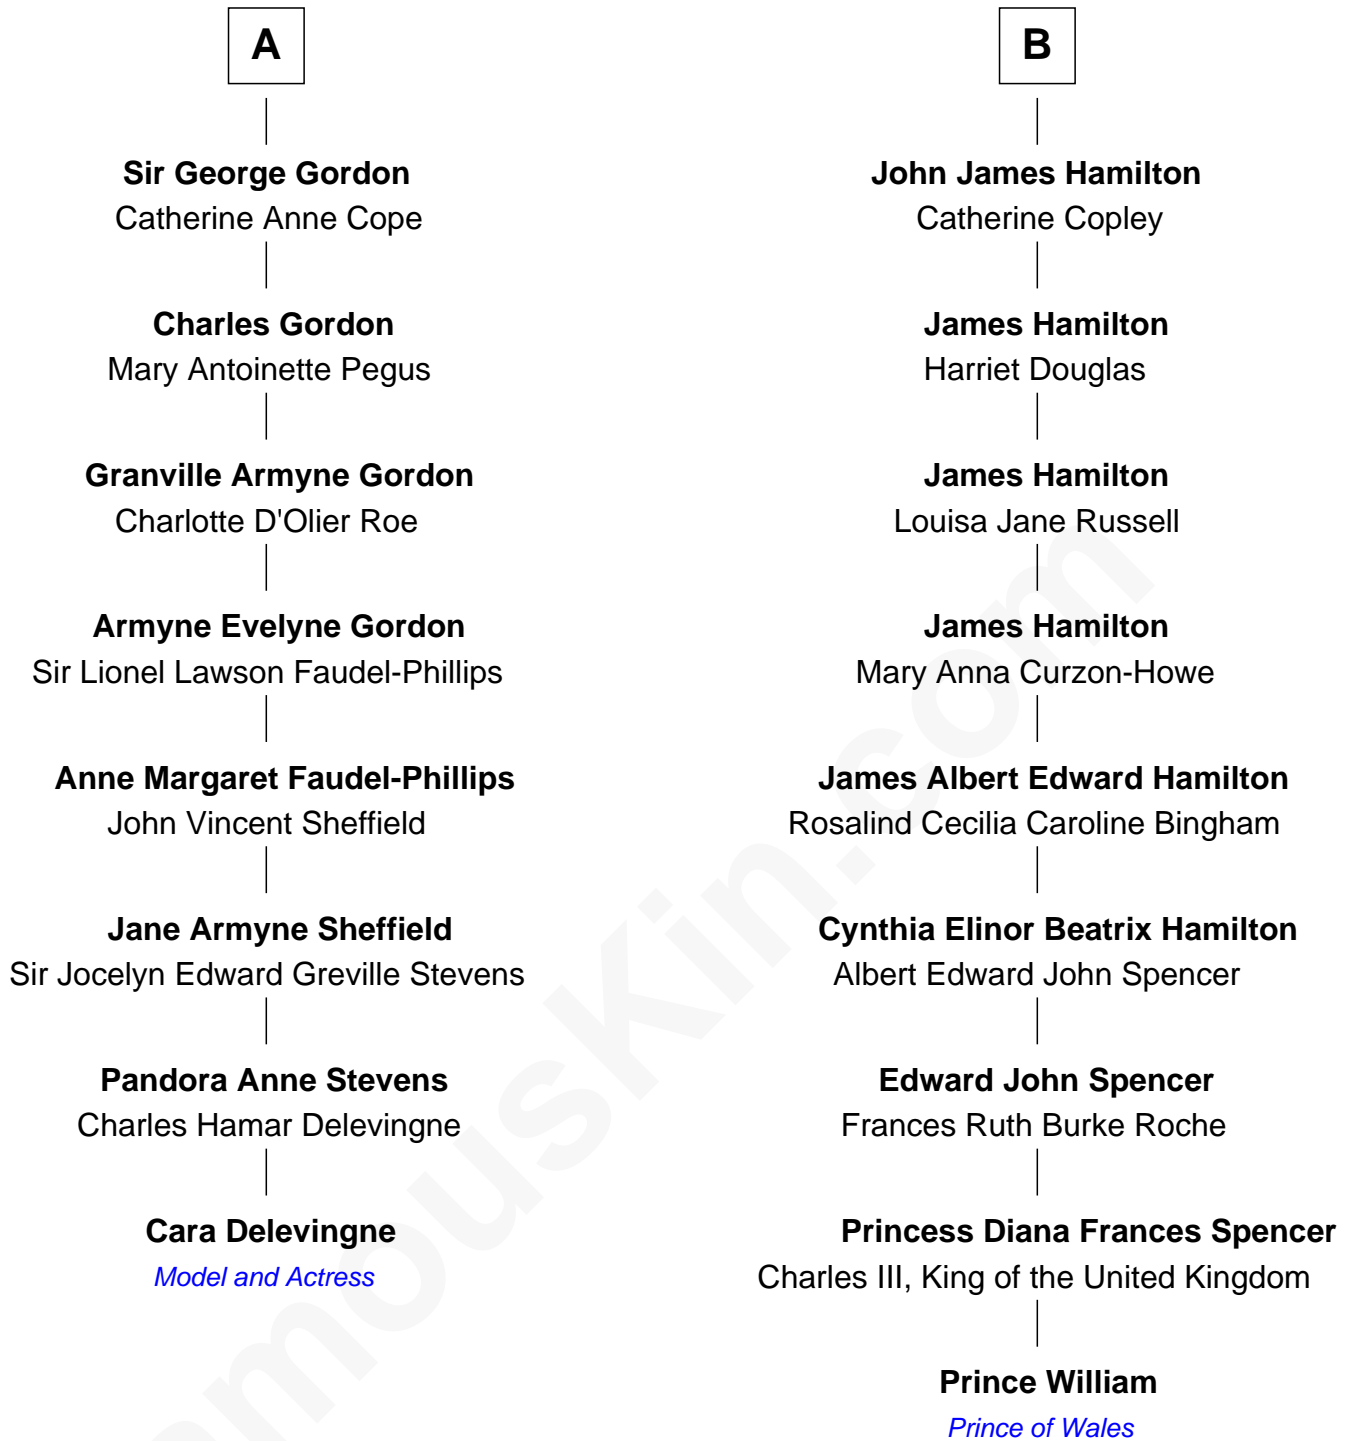 A
Sir George Gordon
Catherine Anne Cope
Charles Gordon
Mary Antoinette Pegus
Granville Armyne Gordon
Charlotte D'Olier Roe
Armyne Evelyne Gordon
Sir Lionel Lawson Faudel-Phillips
Anne Margaret Faudel-Phillips
John Vincent Sheffield
Jane Armyne Sheffield
Sir Jocelyn Edward Greville Stevens
Pandora Anne Stevens
Charles Hamar Delevingne
Cara Delevingne
Model and Actress
B
John James Hamilton
Catherine Copley
James Hamilton
Harriet Douglas
James Hamilton
Louisa Jane Russell
James Hamilton
Mary Anna Curzon-Howe
James Albert Edward Hamilton
Rosalind Cecilia Caroline Bingham
Cynthia Elinor Beatrix Hamilton
Albert Edward John Spencer
Edward John Spencer
Frances Ruth Burke Roche
Princess Diana Frances Spencer
Charles III, King of the United Kingdom
Prince William
Prince of Wales
amousKin.com